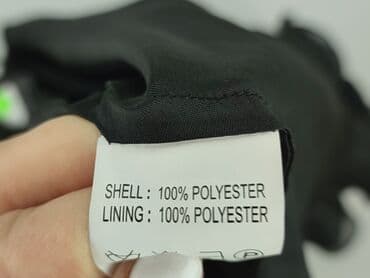 SHELL : 100% POLYESTER
LINING : 100% POLYESTER